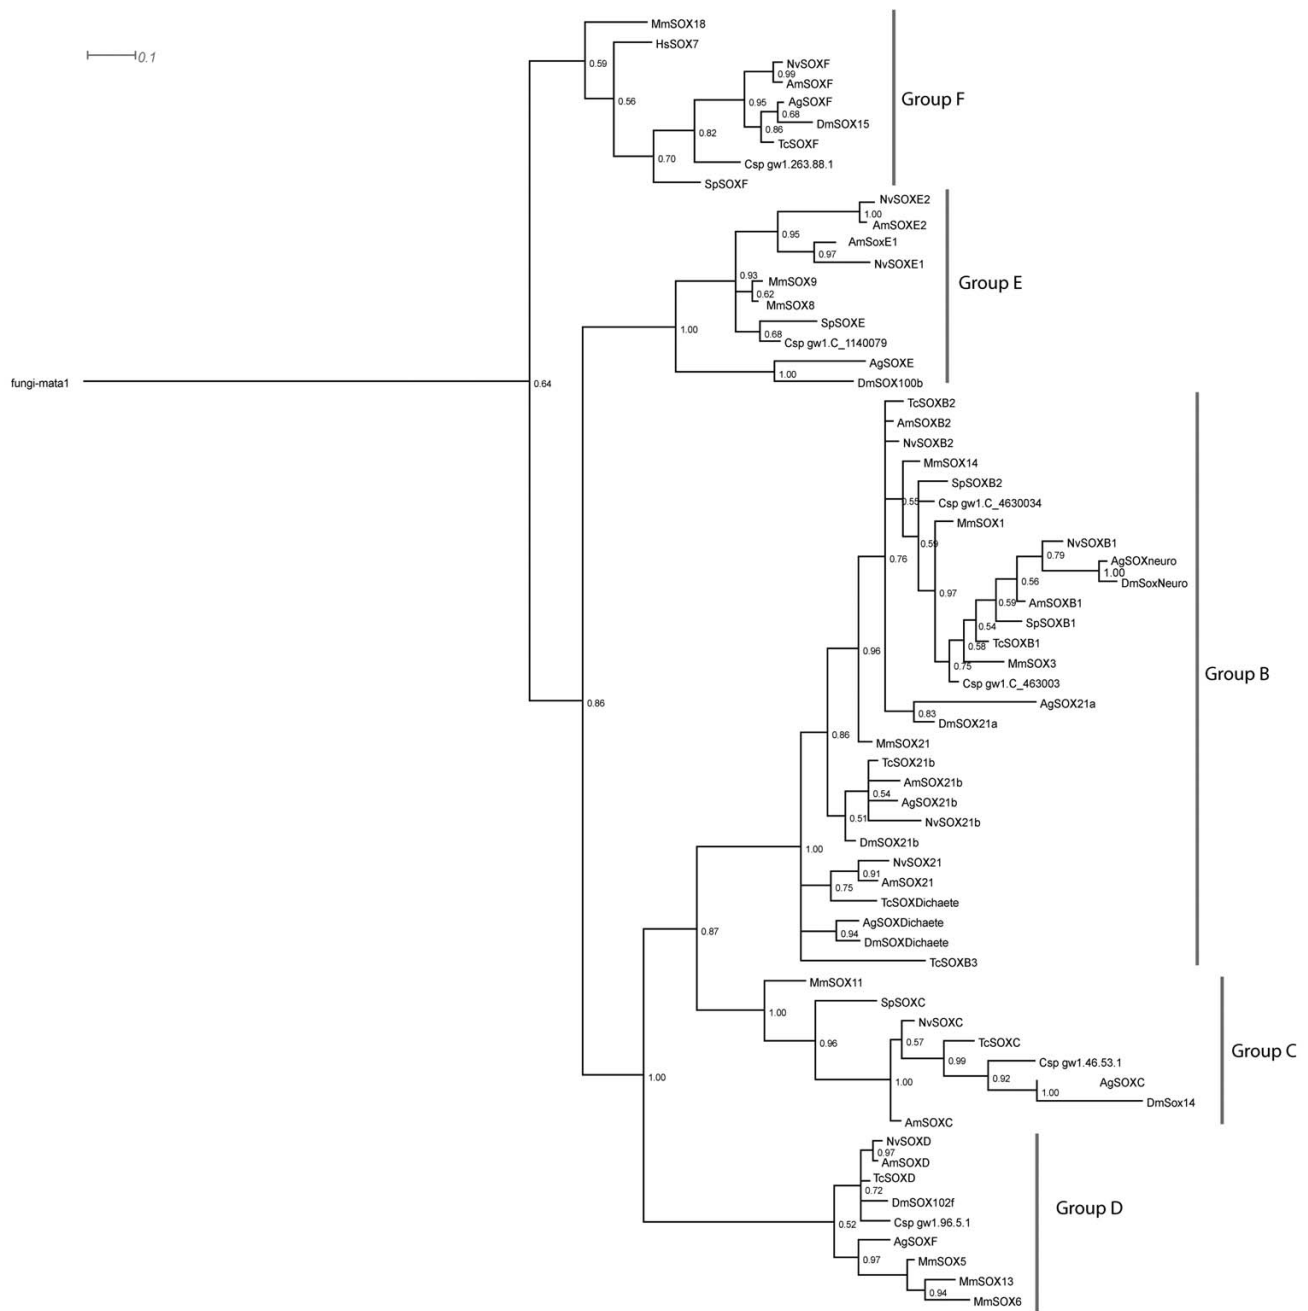 MmSOX18
HsSOX7
0.1
0.59
NvSOXF
0.99
AmSOXF
0.56
0.95
AgSOXF
Group F
0.68
DmSOX15
0.82
0.86
TcSOXF
0.70
Csp gw1.263.88.1
SpSOXF
NvSOXE2
1.00
AmSOXE2
0.95
AmSoxE1
0.97
NvSOXE1
0.93
MmSOX9
Group E
0.62
MmSOX8
SpSOXE
1.00
0.68
Csp gw1.C_1140079
AgSOXE
1.00
fungi-mata1
0.64
DmSOX100b
TcSOXB2
AmSOXB2
NvSOXB2
MmSOX14
SpSOXB2
0.55
Csp gw1.C_4630034
MmSOX1
0.59
NvSOXB1
0.76
0.79
AgSOXneuro
1.00
0.56
DmSoxNeuro
0.97
0.59
AmSOXB1
SpSOXB1
0.54
TcSOXB1
0.58
0.96
0.75
MmSOX3
Group B
Csp gw1.C_463003
0.86
AgSOX21a
0.83
DmSOX21a
0.86
MmSOX21
TcSOX21b
AmSOX21b
0.54
AgSOX21b
0.51
NvSOX21b
DmSOX21b
1.00
NvSOX21
0.91
AmSOX21
0.75
TcSOXDichaete
AgSOXDichaete
0.87
0.94
DmSOXDichaete
TcSOXB3
MmSOX11
SpSOXC
1.00
NvSOXC
0.57
TcSOXC
0.96
Group C
0.99
Csp gw1.46.53.1
1.00
1.00
0.92
AgSOXC
1.00
DmSox14
AmSOXC
NvSOXD
0.97
AmSOXD
TcSOXD
0.72
DmSOX102f
Group D
0.52
Csp gw1.96.5.1
AgSOXF
0.97
MmSOX5
MmSOX13
0.94
MmSOX6